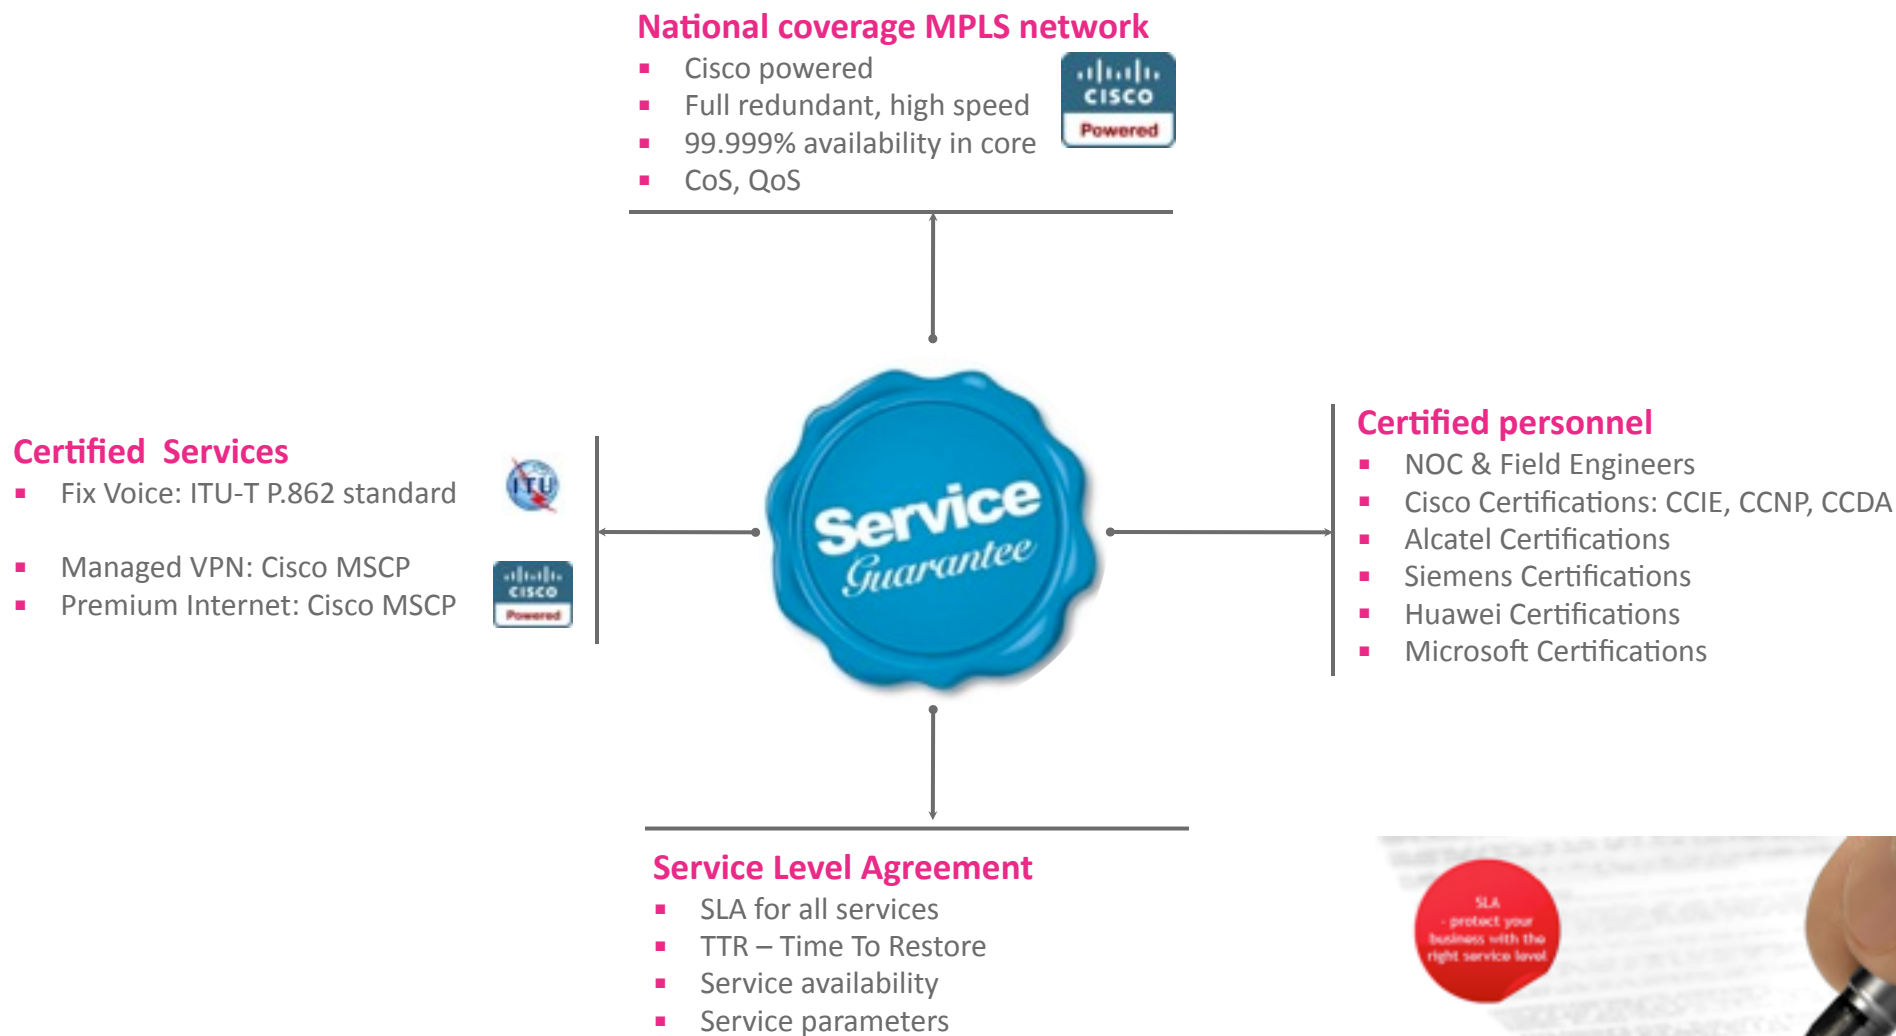 National coverage MPLS network
▪ Cisco powered
▪ Full redundant, high speed
▪ 99.999% availability in core
▪ CoS, QoS
CISCO
Powered
Certified Services
▪ Fix Voice: ITU-T P.862 standard
▪ Managed VPN: Cisco MSCP
▪ Premium Internet: Cisco MSCP
ITU
CISCO
Powered
Service
Guarantee
Certified personnel
▪ NOC & Field Engineers
▪ Cisco Certifications: CCIE, CCNP, CCDA
▪ Alcatel Certifications
▪ Siemens Certifications
▪ Huawei Certifications
▪ Microsoft Certifications
Service Level Agreement
▪ SLA for all services
▪ TTR – Time To Restore
▪ Service availability
▪ Service parameters
SLA
- protect your
business with the
right service level